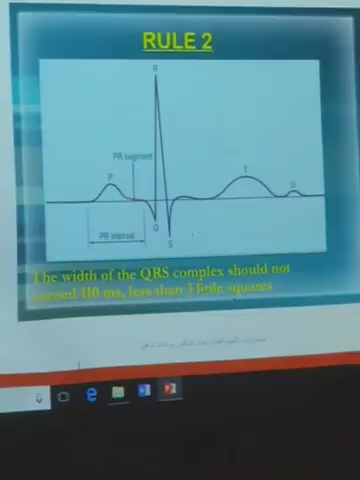 RULE 2
R
PR segment
P
T
U
Q
S
PR interval
The width of the QRS complex should not
exceed 110 ms, less than 3 little squares